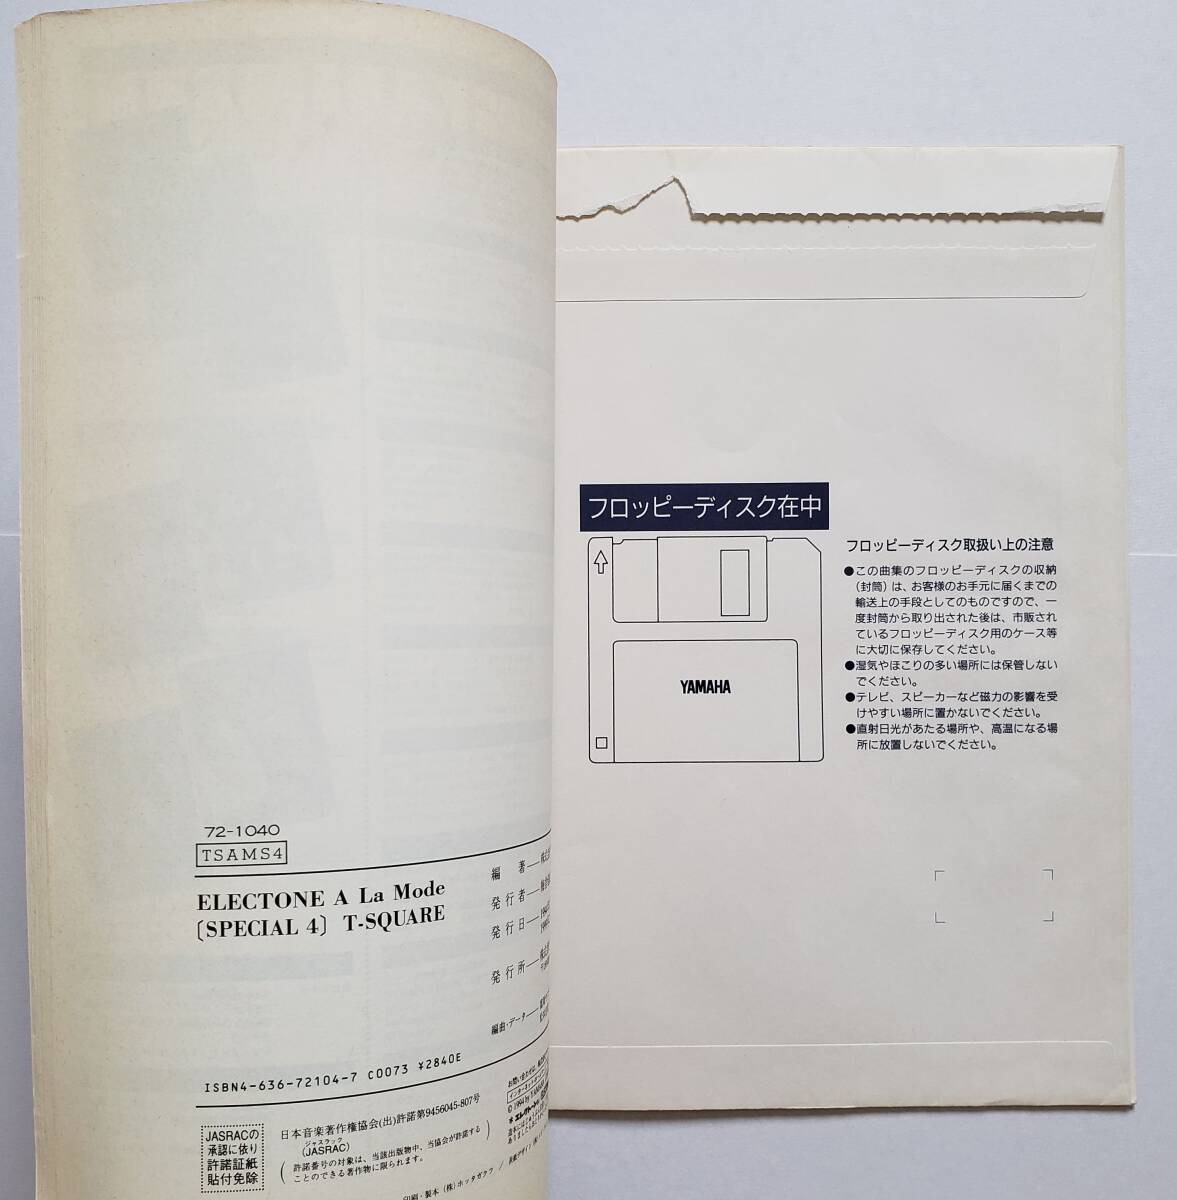 72-1040
TSAMS4
ELECTONE A La Mode
〔SPECIAL 4〕 T-SQUARE
編 著
発行者
発行日
発行所
編曲・データ
ISBN4-636-72104-7 C0073 ¥2840E
JASRACの
承認に依り
許諾証紙
貼付免除
日本音楽著作権協会(出)許諾第9456045-807号
ジャスラック
(JASRAC)
許諾番号の対象は、当該出版物中、当協会が許諾する
ことのできる著作物に限られます。
印刷・製本 (株)ホッタガクフ
フロッピーディスク在中
YAMAHA
フロッピーディスク取扱い上の注意
●この曲集のフロッピーディスクの収納
(封筒)は、お客様のお手元に届くまでの
輸送上の手段としてのものですので、一
度封筒から取り出された後は、市販され
ているフロッピーディスク用のケース等
に大切に保存してください。
●湿気やほこりの多い場所には保管しない
でください。
●テレビ、スピーカーなど磁力の影響を受
けやすい場所に置かないでください。
●直射日光があたる場所や、高温になる場
所に放置しないでください。